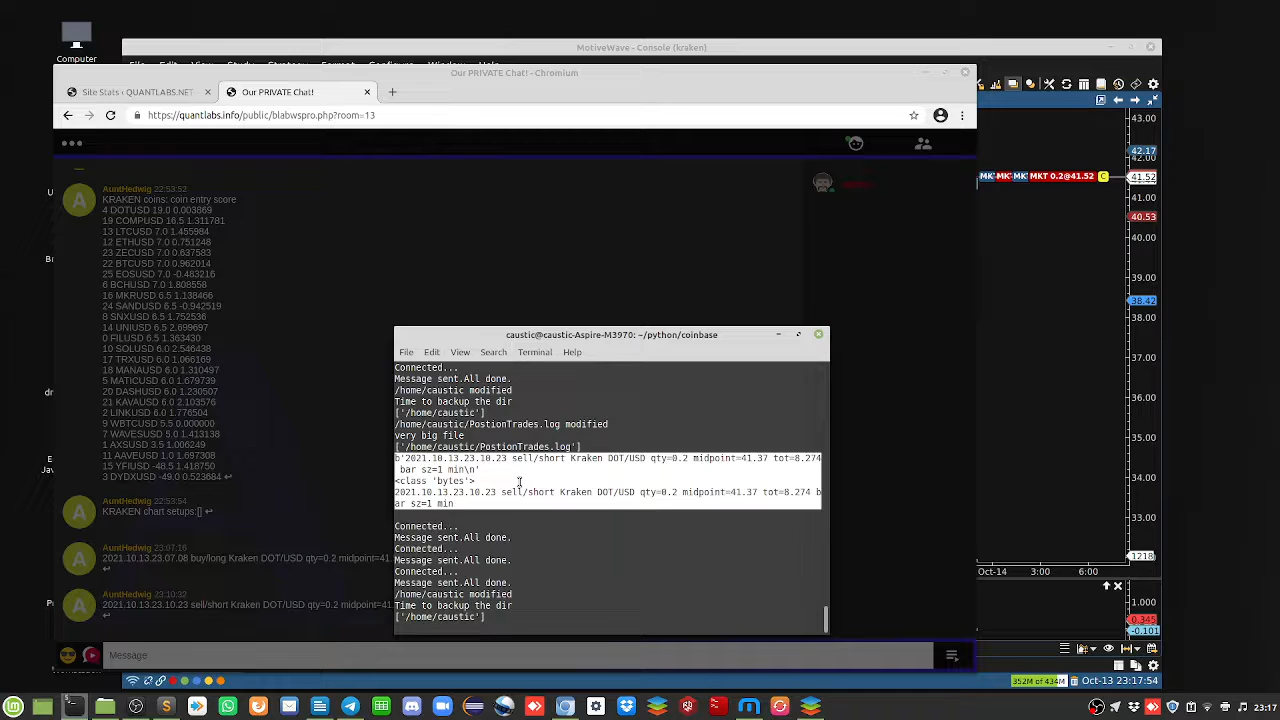 Computer
MotiveWave - Console (kraken)
Our PRIVATE Chat! - Chromium
Site Stats ‹ QUANTLABS.NET
Our PRIVATE Chat!
https://quantlabs.info/public/blabwspro.php?room=13
AuntHedwig 22:53:52
KRAKEN coins: coin entry score
4 DOTUSD 19.0 0.003869
19 COMPUSD 16.5 1.311781
13 LTCUSD 7.0 1.455984
12 ETHUSD 7.0 0.751248
23 ZECUSD 7.0 0.637583
22 BTCUSD 7.0 0.962014
25 EOSUSD 7.0 -0.483216
6 BCHUSD 7.0 1.808558
16 MKRUSD 6.5 1.138466
24 SANDUSD 6.5 -0.942519
8 SNXUSD 6.5 1.752536
14 UNIUSD 6.5 2.699697
0 FILUSD 6.5 1.363430
10 SOLUSD 6.0 2.546438
17 TRXUSD 6.0 1.066169
18 MANAUSD 6.0 1.310497
5 MATICUSD 6.0 1.679739
20 DASHUSD 6.0 1.230507
21 KAVAUSD 6.0 2.103576
2 LINKUSD 6.0 1.776504
9 WBTCUSD 5.5 0.000000
7 WAVESUSD 5.0 1.413138
1 AXSUSD 3.5 1.006249
11 AAVEUSD 1.0 1.697308
15 YFIUSD -48.5 1.418750
3 DYDXUSD -49.0 0.523684 ↩
AuntHedwig 22:53:54
KRAKEN chart setups:[] ↩
AuntHedwig 23:07:16
2021.10.13.23.07.08 buy/long Kraken DOT/USD qty=0.2 midpoint=41.
↩
AuntHedwig 23:10:32
2021.10.13.23.10.23 sell/short Kraken DOT/USD qty=0.2 midpoint=41
↩
Message
caustic@caustic-Aspire-M3970: ~/python/coinbase
File Edit View Search Terminal Help
Connected...
Message sent.All done.
/home/caustic modified
Time to backup the dir
['/home/caustic']
/home/caustic/PostionTrades.log modified
very big file
['/home/caustic/PostionTrades.log']
b'2021.10.13.23.10.23 sell/short Kraken DOT/USD qty=0.2 midpoint=41.37 tot=8.274
bar sz=1 min\n'
<class 'bytes'>
2021.10.13.23.10.23 sell/short Kraken DOT/USD qty=0.2 midpoint=41.37 tot=8.274 b
ar sz=1 min
Connected...
Message sent.All done.
Connected...
Message sent.All done.
Connected...
Message sent.All done.
/home/caustic modified
Time to backup the dir
['/home/caustic']
43.00
42.17
42.00
MKT 0.2@41.52 C
41.52
40.53
40.00
39.00
38.42
38.00
37.00
36.00
35.00
34.00
33.00
32.00
1218
Oct-14 3:00 6:00
1.000
0.345
-0.101
352M of 434M
Oct-13 23:17:54
23:17